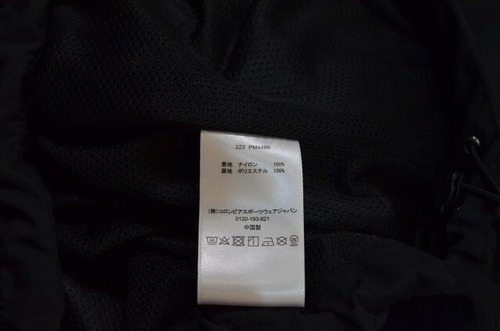 222 PM4485
表地 ナイロン 100%
裏地 ポリエステル 100%
(株)コロンビアスポーツウェアジャパン
0120-193-821
中国製